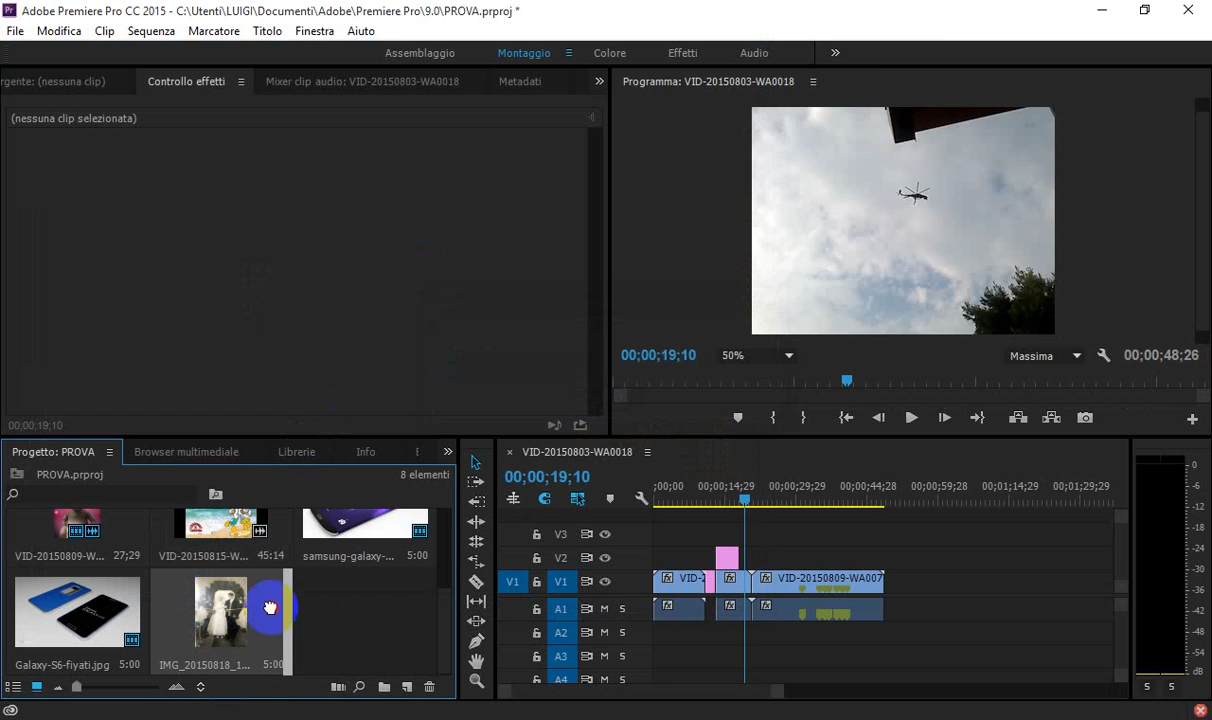 Adobe Premiere Pro CC 2015 - C:\Utenti\LUIGI\Documenti\Adobe\Premiere Pro\9.0\PROVA.prproj *
File Modifica Clip Sequenza Marcatore Titolo Finestra Aiuto
Assemblaggio Montaggio Colore Effetti Audio
rgente: (nessuna clip) Controllo effetti Mixer clip audio: VID-20150803-WA0018 Metadati
Programma: VID-20150803-WA0018
(nessuna clip selezionata)
00;00;19;10 50% Massima 00;00;48;26
00;00;19;10
Progetto: PROVA Browser multimediale Librerie Info
PROVA.prproj 8 elementi
VID-20150809-W... 27;29 VID-20150815-W... 45:14 samsung-galaxy-... 5:00
Galaxy-S6-fiyati.jpg 5:00 IMG_20150818_1... 5:00
VID-20150803-WA0018
00;00;19;10
;00;00 00;00;14;29 00;00;29;29 00;00;44;28 00;00;59;28 00;01;14;29 00;01;29;29
V3
V2
V1 V1 fx VID-2 fx fx VID-20150809-WA007
A1 M S fx fx fx
A2 M S
A3 M S
A4 M S
0
-6
-12
-18
-24
-30
-36
-42
-48
-54
dB
S S